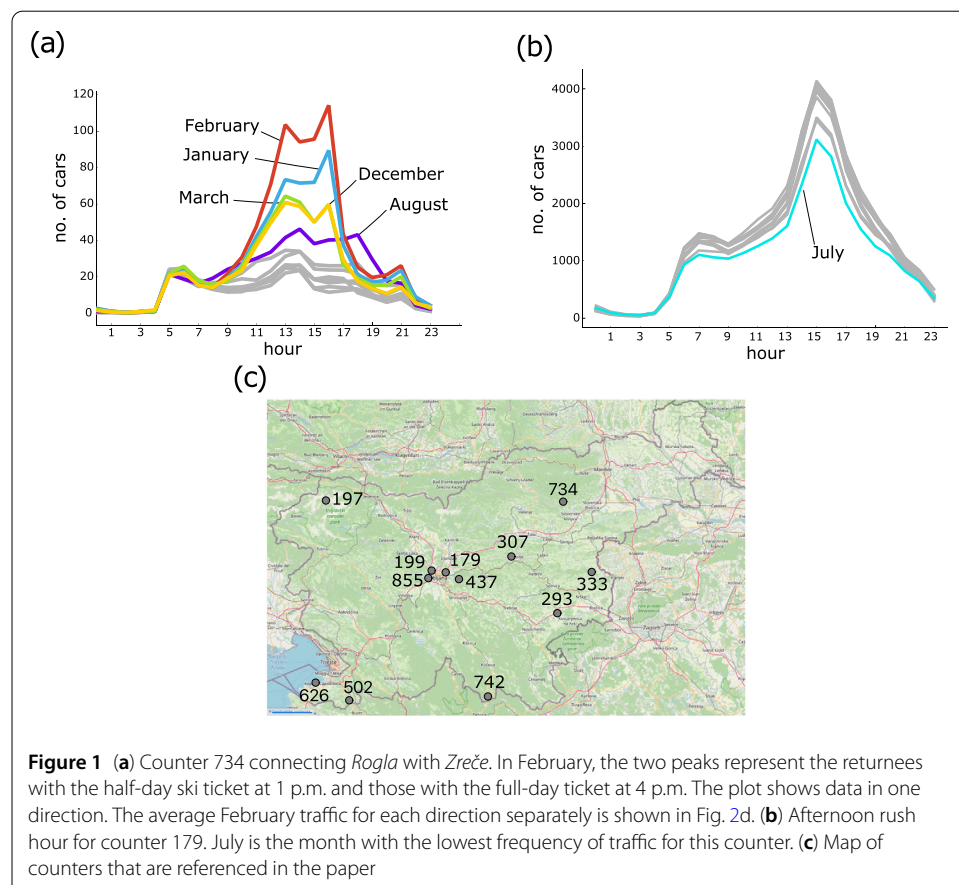 (a)
no. of cars
120
100
80
60
40
20
0
February
January
March
December
August
1 3 5 7 9 11 13 15 17 19 21 23
hour
(b)
no. of cars
4000
3000
2000
1000
0
July
1 3 5 7 9 11 13 15 17 19 21 23
hour
(c)
197
734
307
199
179
855
437
333
293
626
502
742
Figure 1 (a) Counter 734 connecting Rogla with Zreče. In February, the two peaks represent the returnees
with the half-day ski ticket at 1 p.m. and those with the full-day ticket at 4 p.m. The plot shows data in one
direction. The average February traffic for each direction separately is shown in Fig. 2d. (b) Afternoon rush
hour for counter 179. July is the month with the lowest frequency of traffic for this counter. (c) Map of
counters that are referenced in the paper